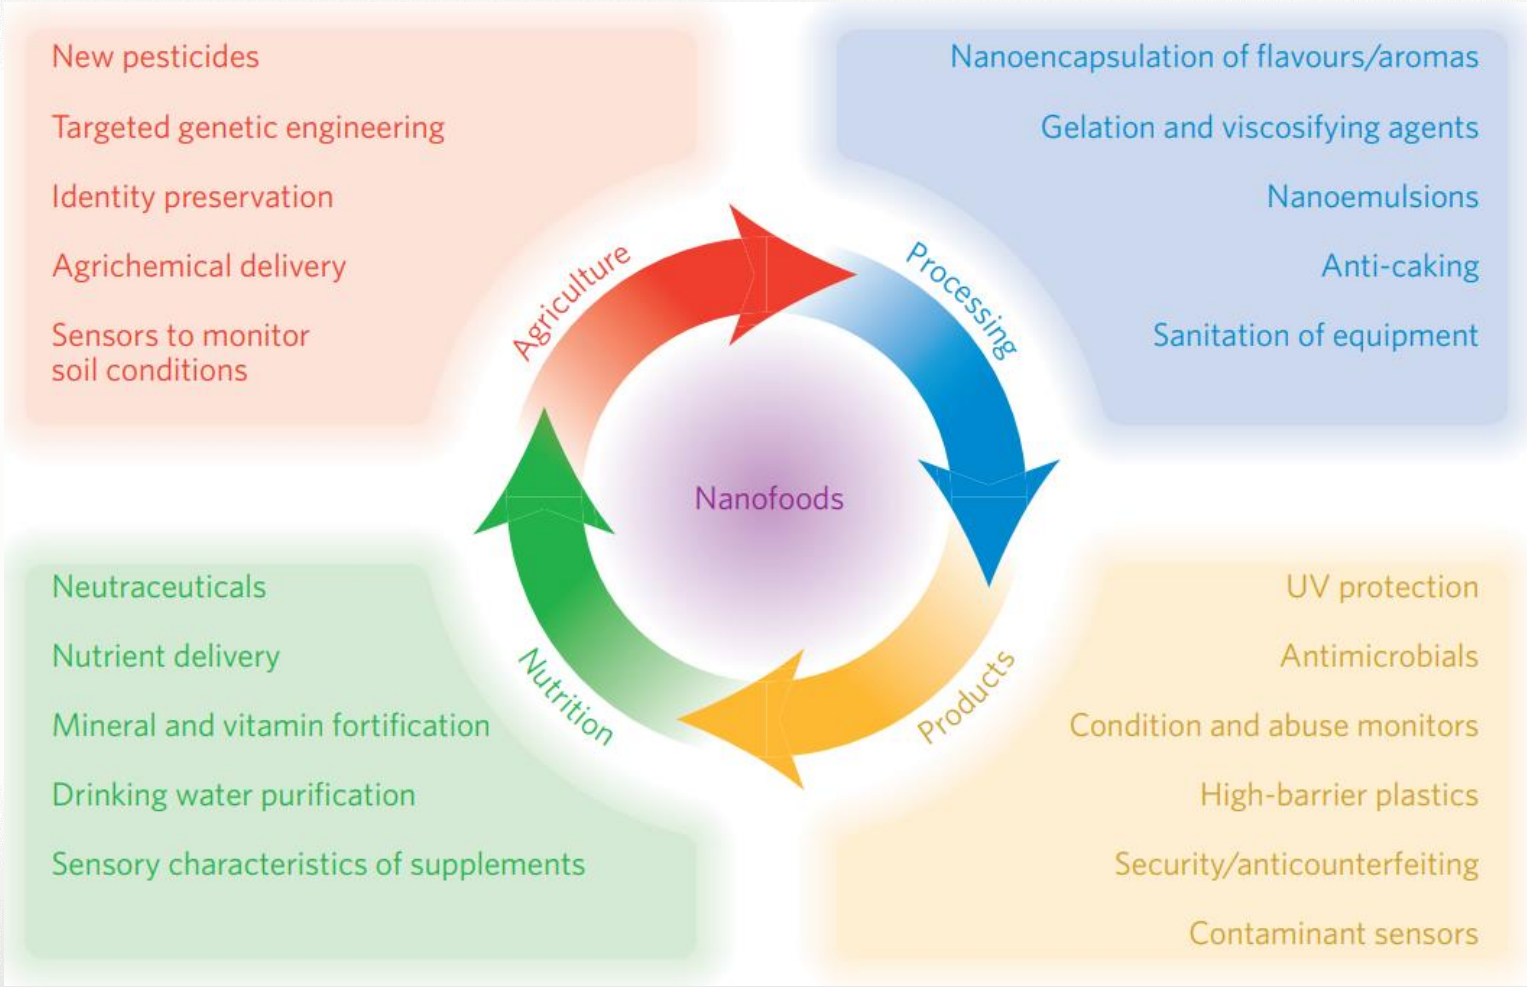 New pesticides
Targeted genetic engineering
Identity preservation
Agrichemical delivery
Sensors to monitor
soil conditions
Nanoencapsulation of flavours/aromas
Gelation and viscosifying agents
Nanoemulsions
Anti-caking
Sanitation of equipment
Agriculture
Processing
Nanofoods
Nutrition
Products
Neutraceuticals
Nutrient delivery
Mineral and vitamin fortification
Drinking water purification
Sensory characteristics of supplements
UV protection
Antimicrobials
Condition and abuse monitors
High-barrier plastics
Security/anticounterfeiting
Contaminant sensors